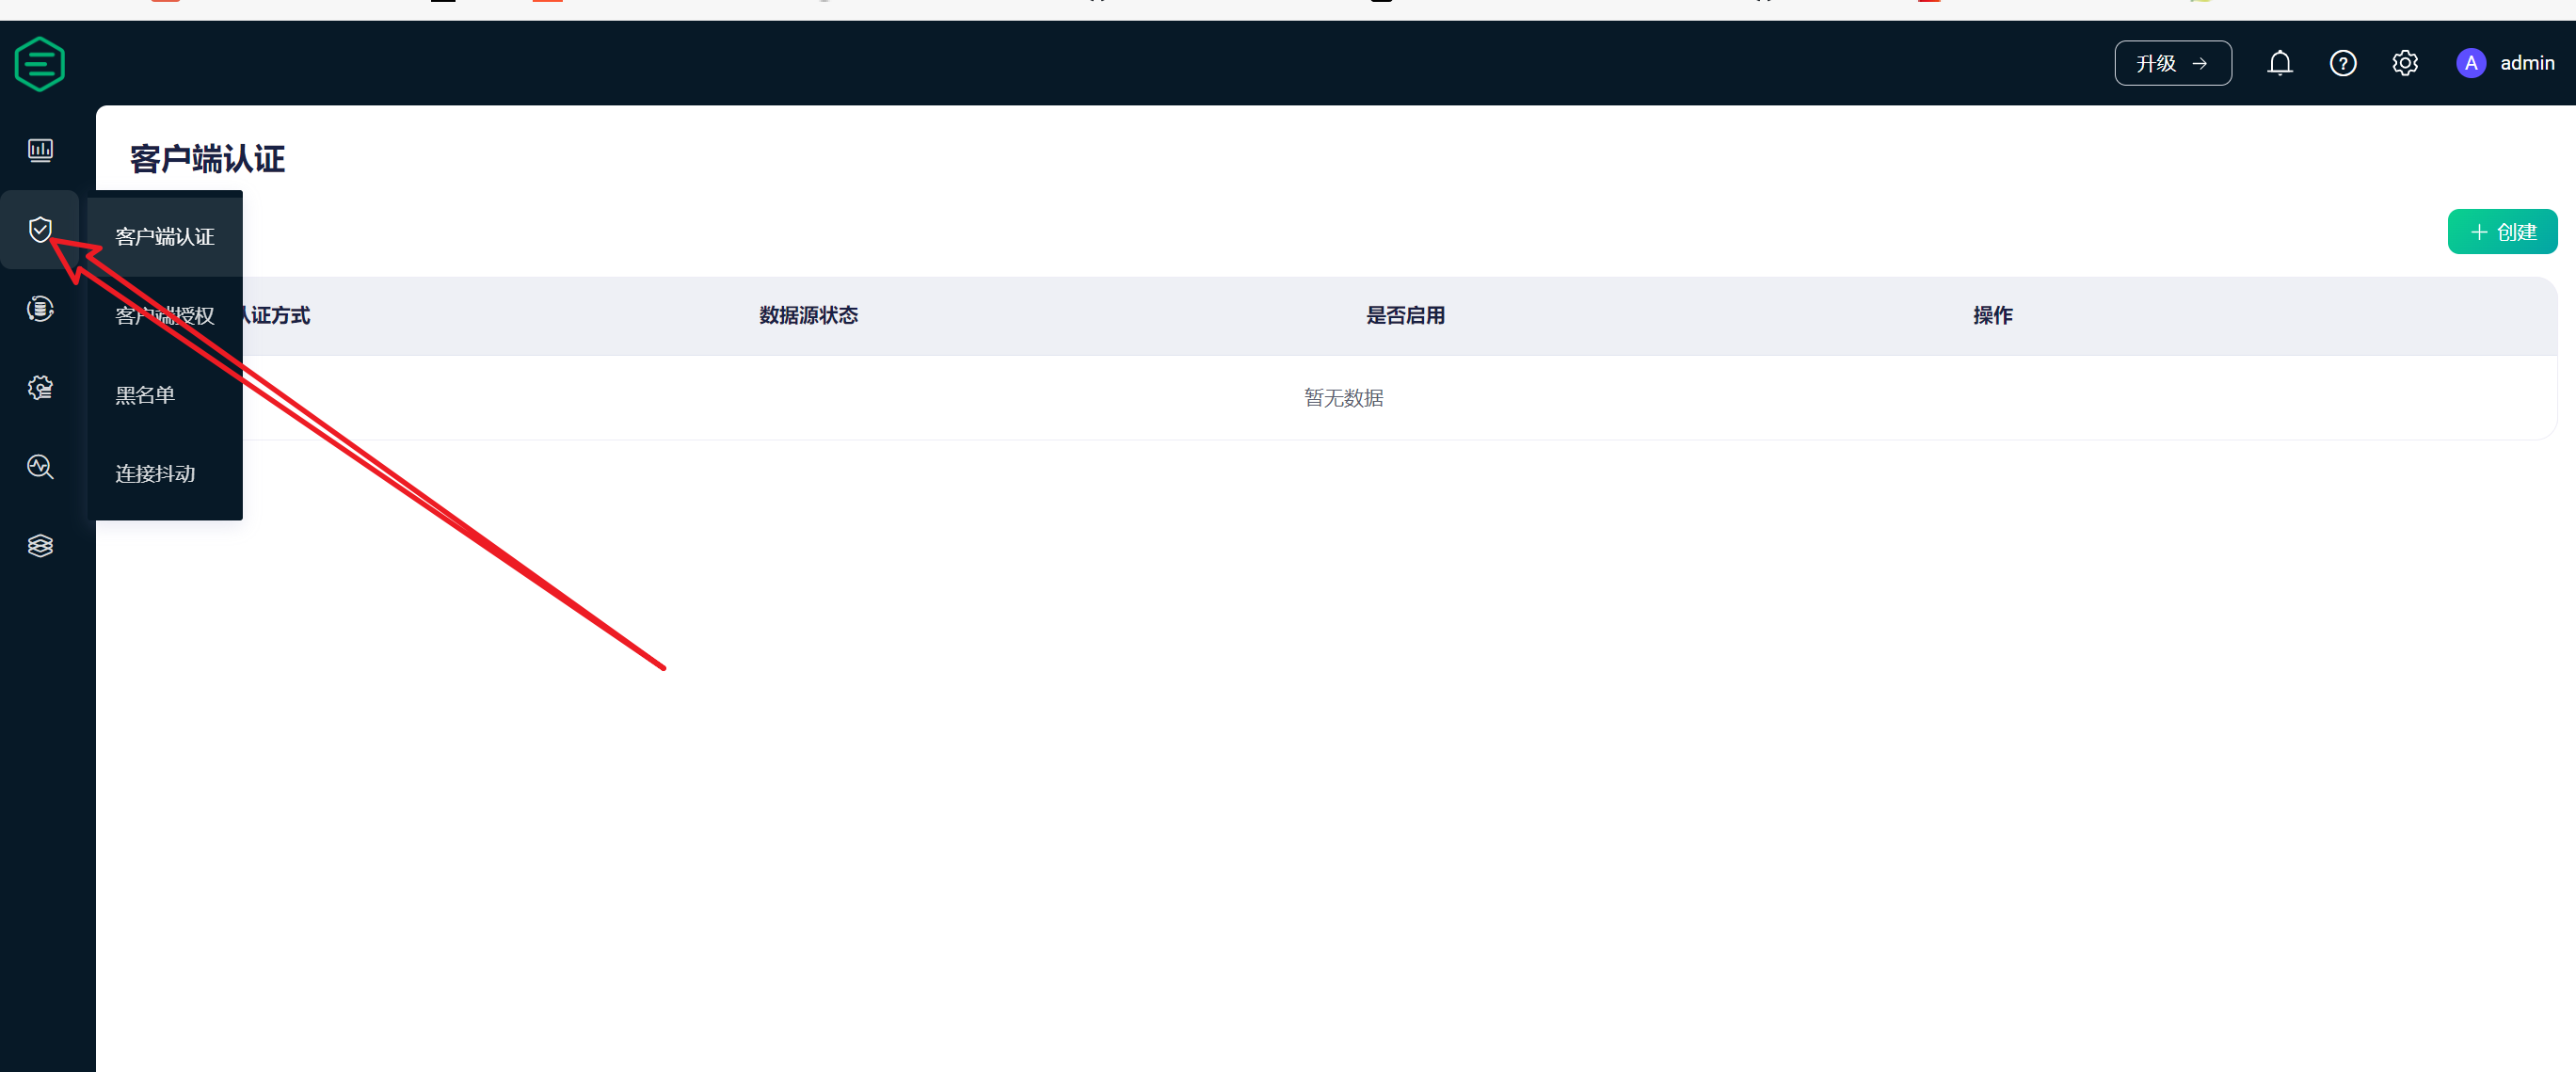 升级 →
A admin
客户端认证
客户端认证
+ 创建
客户端授权
认证方式 数据源状态 是否启用 操作
黑名单
暂无数据
连接抖动